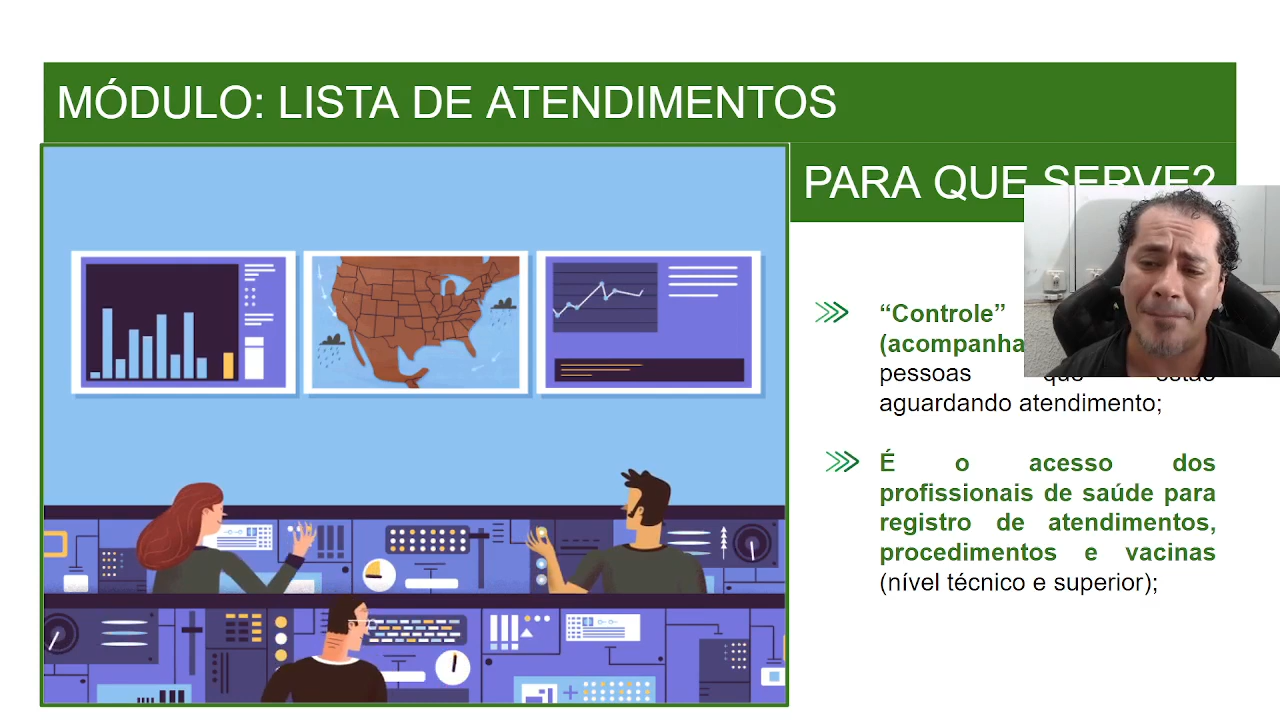 MÓDULO: LISTA DE ATENDIMENTOS
PARA QUE SERVE?
“Controle”
(acompanha
pessoas que estão
aguardando atendimento;
É o acesso dos
profissionais de saúde para
registro de atendimentos,
procedimentos e vacinas
(nível técnico e superior);